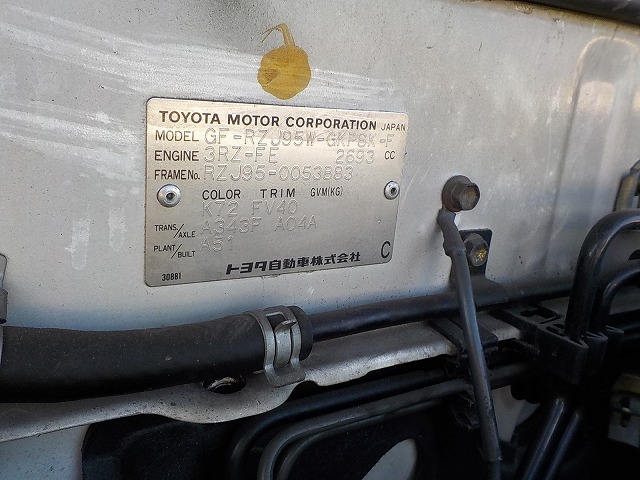 TOYOTA MOTOR CORPORATION JAPAN
MODEL GF-RZJ95W-GKPGK-F
ENGINE 3RZ-FE 2693 CC
FRAME No. RZJ95-0053883
COLOR TRIM GVM(KG)
K72 FV40
TRANS./AXLE A343F A04A
PLANT/BUILT A51
トヨタ自動車株式会社 C
30881